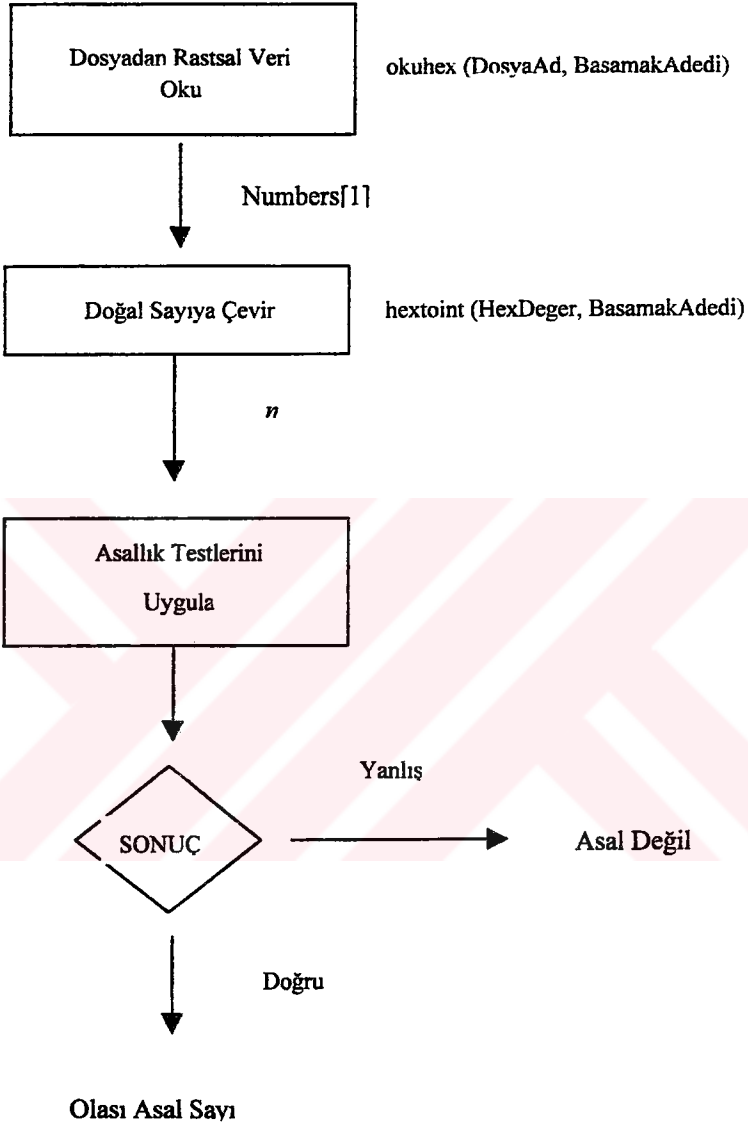 Dosyadan Rastsal Veri
Oku
okuhex (DosyaAd, BasamakAdedi)
Numbers[1]
Doğal Sayıya Çevir
hextoint (HexDeger, BasamakAdedi)
n
Asallık Testlerini
Uygula
Yanlış
SONUÇ
Asal Değil
Doğru
Olası Asal Sayı